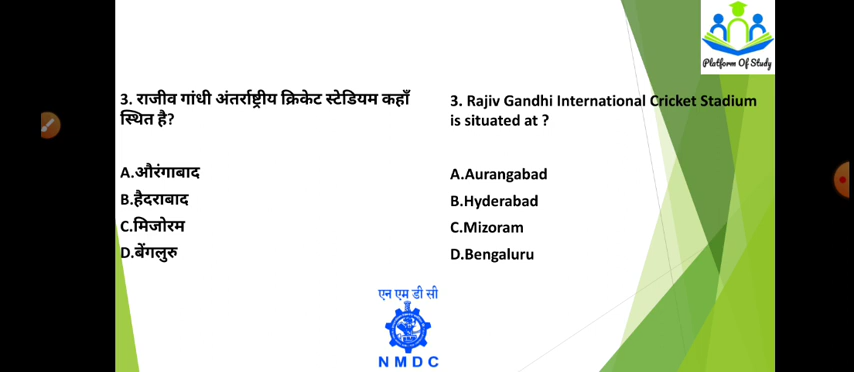 Platform Of Study
3. राजीव गांधी अंतर्राष्ट्रीय क्रिकेट स्टेडियम कहाँ
स्थित है?
A.औरंगाबाद
B.हैदराबाद
C.मिजोरम
D.बेंगलुरु
3. Rajiv Gandhi International Cricket Stadium
is situated at ?
A.Aurangabad
B.Hyderabad
C.Mizoram
D.Bengaluru
एन एम डी सी
NMDC